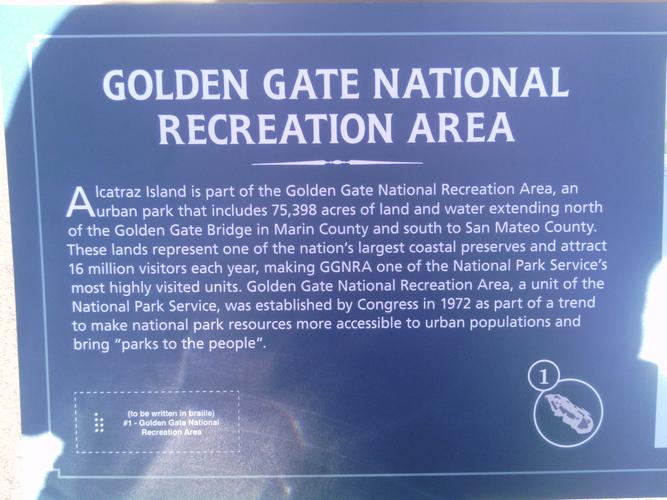 GOLDEN GATE NATIONAL
RECREATION AREA
Alcatraz Island is part of the Golden Gate National Recreation Area, an
urban park that includes 75,398 acres of land and water extending north
of the Golden Gate Bridge in Marin County and south to San Mateo County.
These lands represent one of the nation's largest coastal preserves and attract
16 million visitors each year, making GGNRA one of the National Park Service's
most highly visited units. Golden Gate National Recreation Area, a unit of the
National Park Service, was established by Congress in 1972 as part of a trend
to make national park resources more accessible to urban populations and
bring “parks to the people“.
(to be written in braille)
#1 - Golden Gate National
Recreation Area
1